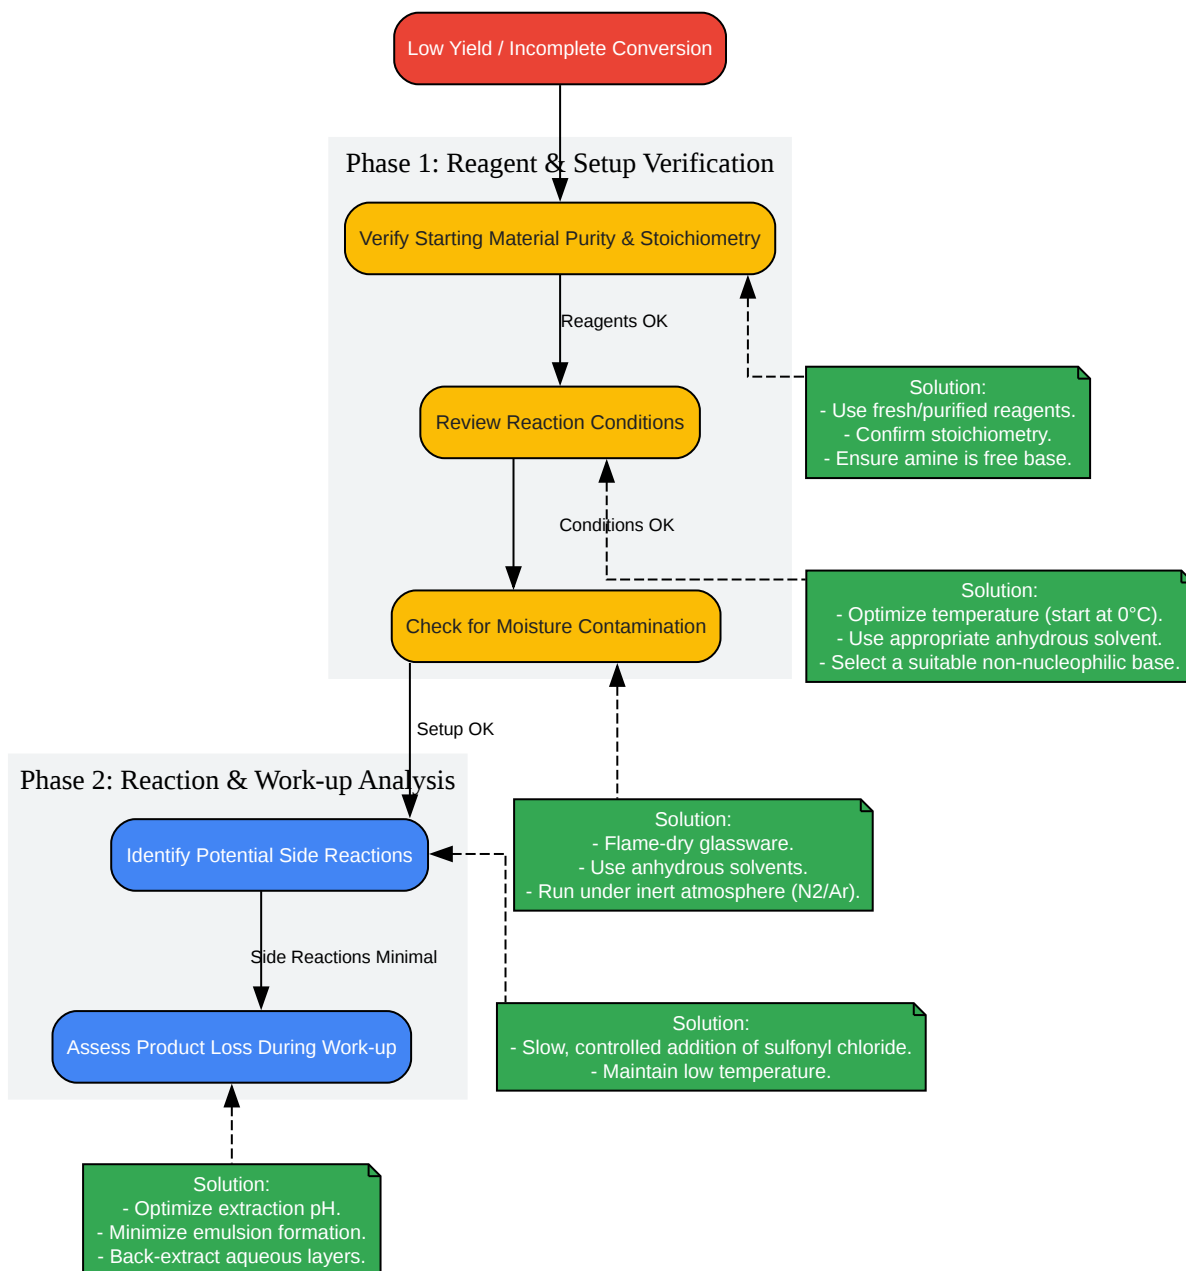 Low Yield / Incomplete Conversion
Phase 1: Reagent & Setup Verification
Verify Starting Material Purity & Stoichiometry
Reagents OK
Solution:
- Use fresh/purified reagents.
- Confirm stoichiometry.
- Ensure amine is free base.
Review Reaction Conditions
Conditions OK
Solution:
- Optimize temperature (start at 0°C).
- Use appropriate anhydrous solvent.
- Select a suitable non-nucleophilic base.
Check for Moisture Contamination
Setup OK
Phase 2: Reaction & Work-up Analysis
Solution:
- Flame-dry glassware.
- Use anhydrous solvents.
- Run under inert atmosphere (N2/Ar).
Identify Potential Side Reactions
Side Reactions Minimal
Solution:
- Slow, controlled addition of sulfonyl chloride.
- Maintain low temperature.
Assess Product Loss During Work-up
Solution:
- Optimize extraction pH.
- Minimize emulsion formation.
- Back-extract aqueous layers.